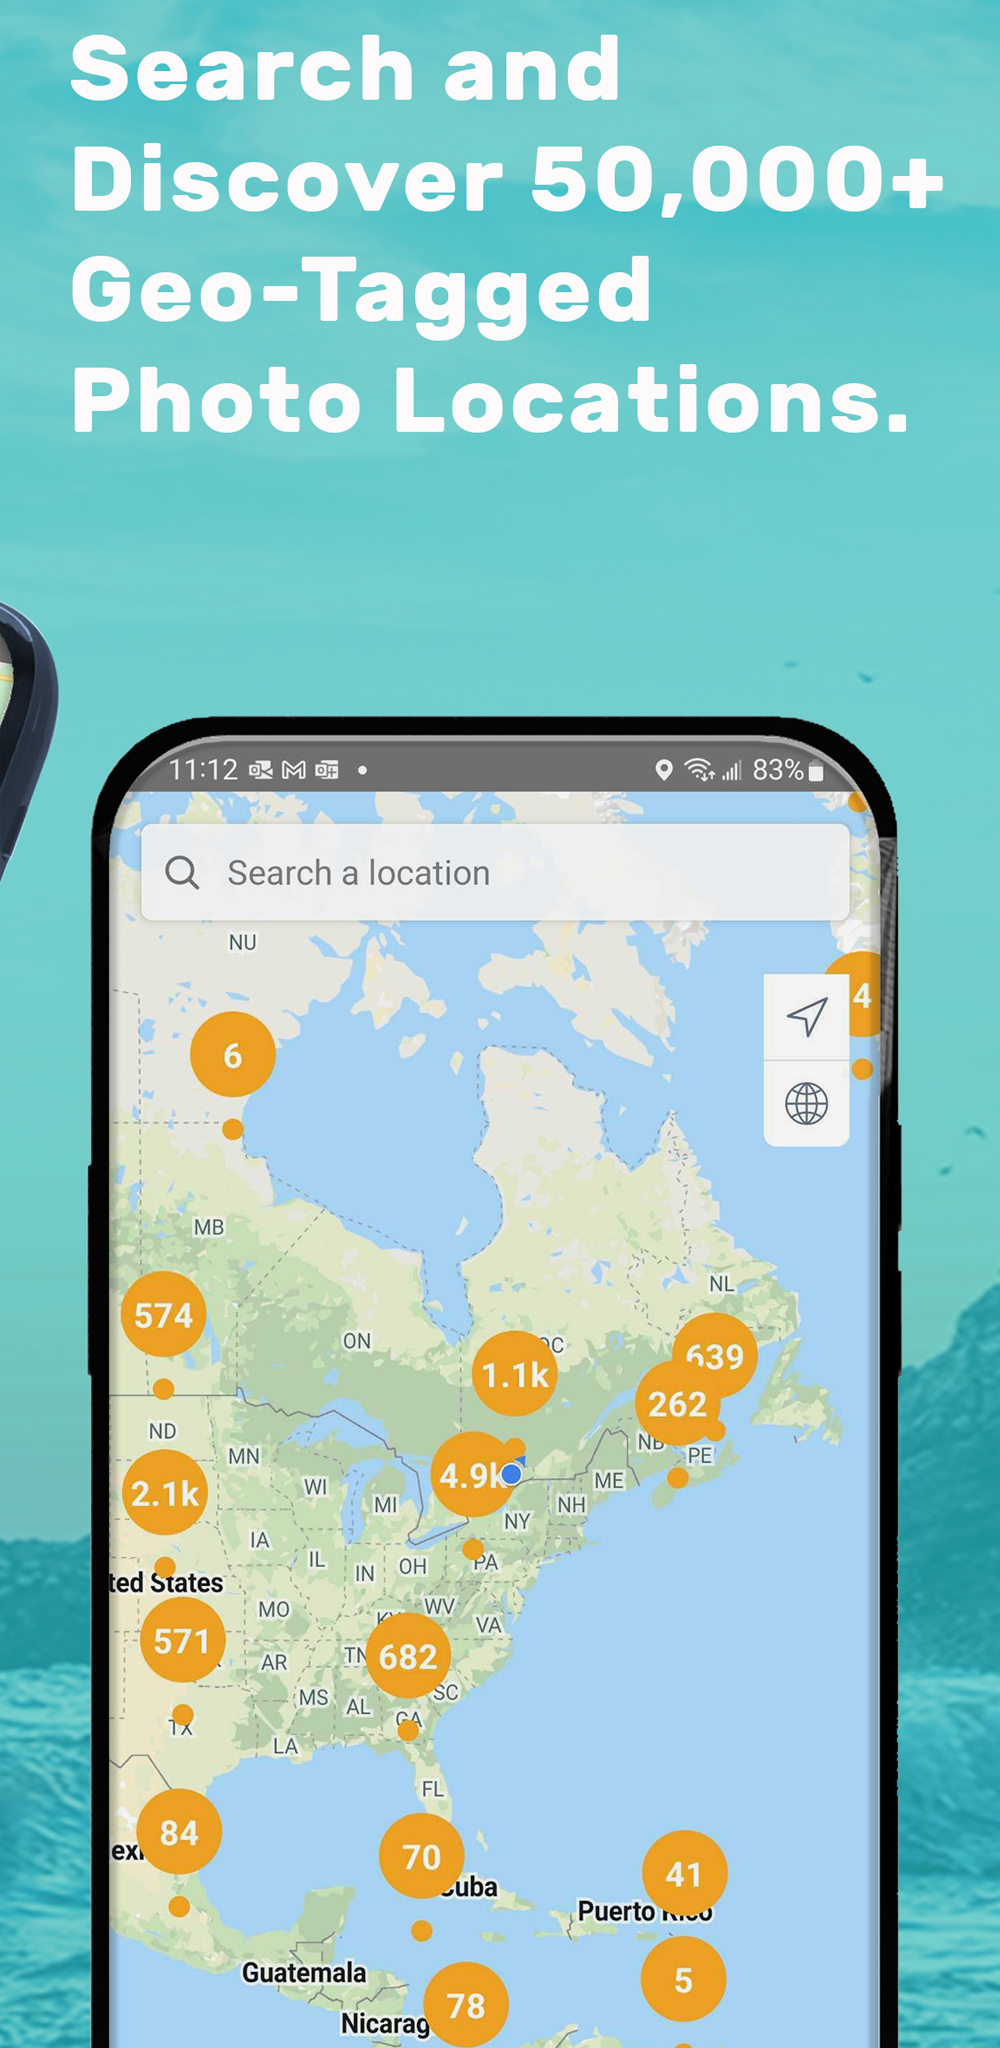 Search and
Discover 50,000+
Geo-Tagged
Photo Locations.
11:12
83%
Search a location
NU
4
6
MB
NL
574
ON
1.1k
639
262
ND
MN
NB
PE
2.1k
WI
MI
4.9k
ME
NH
NY
IA
IL
IN
OH
PA
ted States
MO
WV
VA
571
AR
TN
682
SC
MS
AL
GA
TX
LA
FL
84
70
41
Cuba
Puerto Rico
5
Guatemala
78
Nicarag